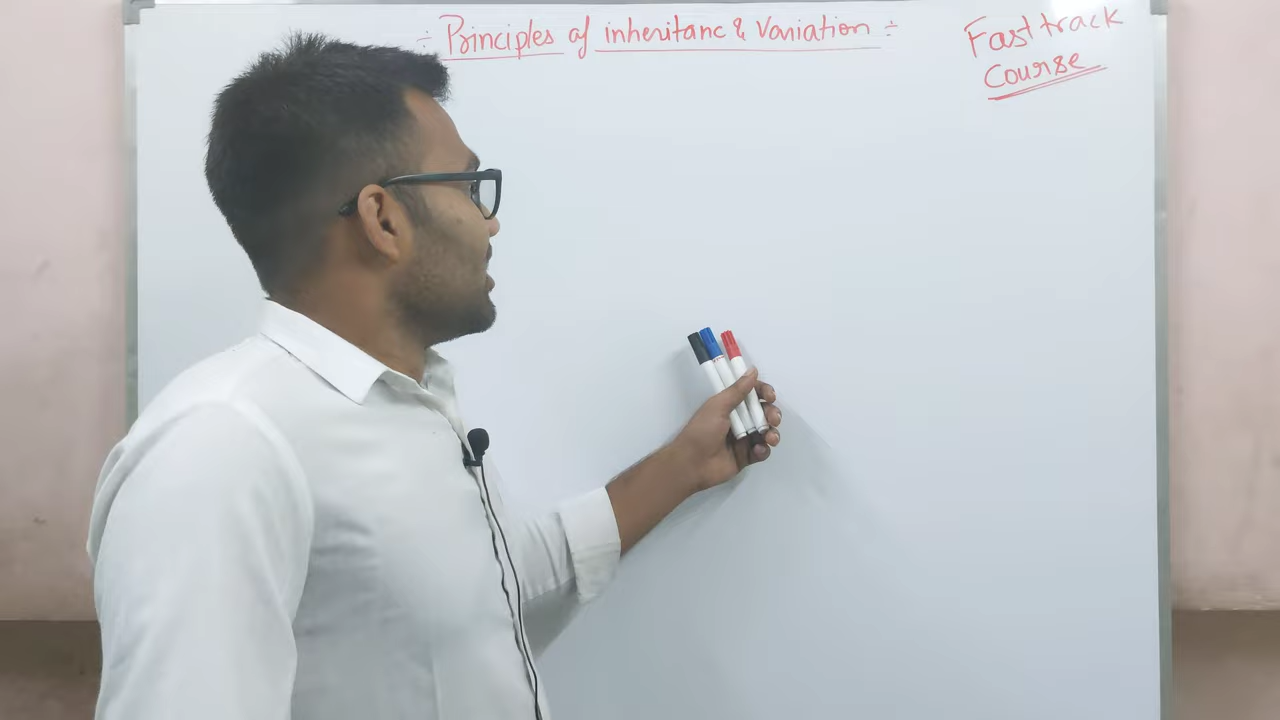 ÷ Principles of inheritanc & Variation ÷
Fast track
Course